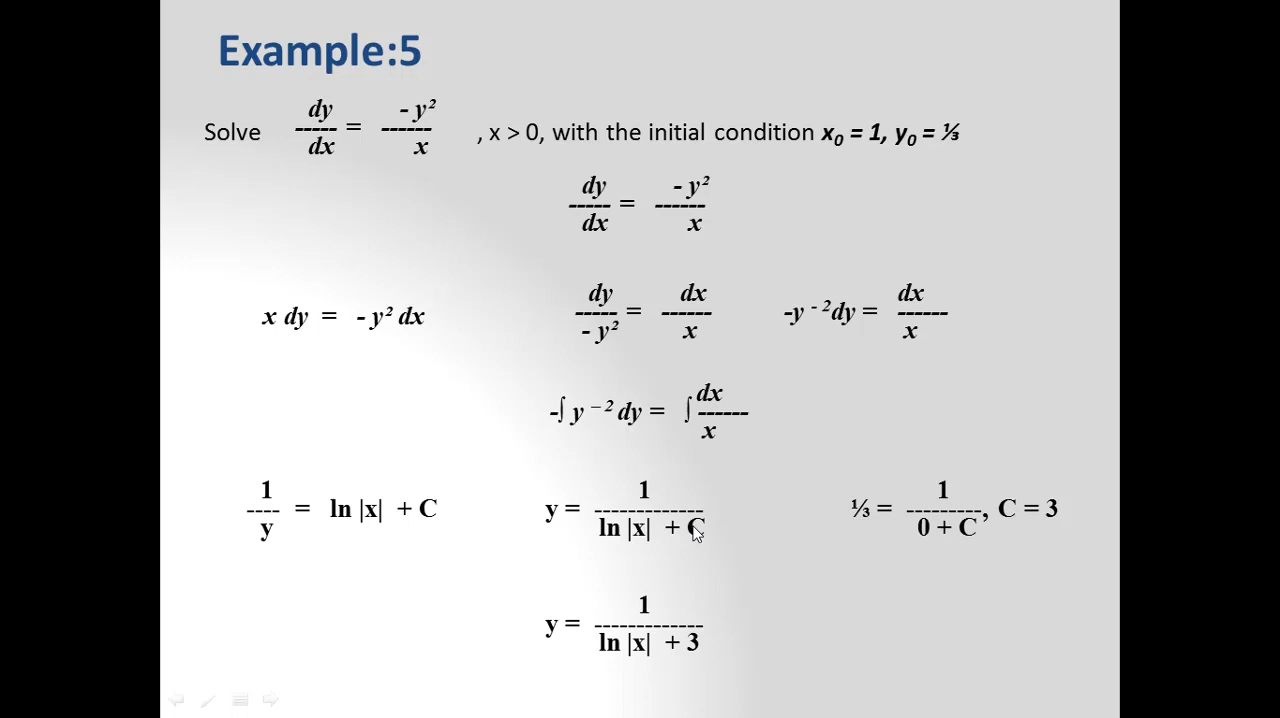 Example:5
Solve dy/dx = - y²/x , x > 0, with the initial condition x₀ = 1, y₀ = ⅓
dy/dx = - y²/x
x dy = - y² dx
dy/- y² = dx/x
-y⁻²dy = dx/x
-∫ y⁻² dy = ∫ dx/x
1/y = ln |x| + C
y = 1/ln |x| + C
⅓ = 1/0 + C, C = 3
y = 1/ln |x| + 3